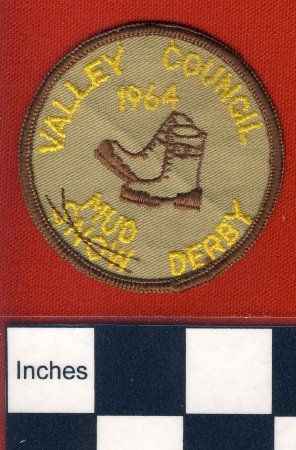 VALLEY COUNCIL
1964
MUD
SNOW DERBY
Inches